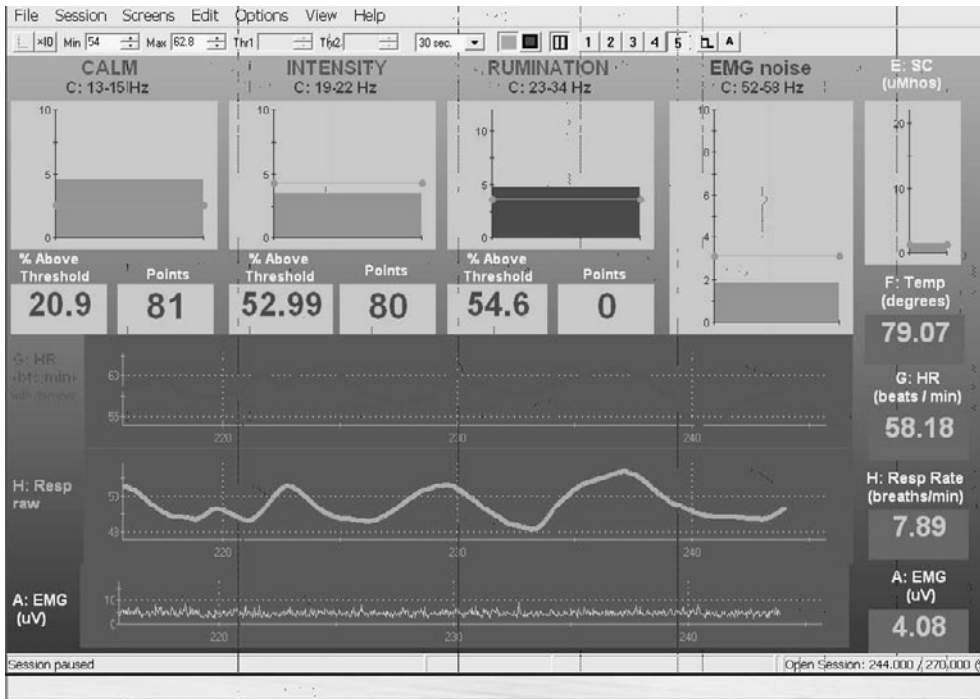 File Session Screens Edit Options View Help
×10 Min 54 Max 62.8 Thr1 Thr2 30 sec. 1 2 3 4 5 A
CALM INTENSITY RUMINATION EMG noise E: SC
C: 13-15 Hz C: 19-22 Hz C: 23-34 Hz C: 52-58 Hz (uMhos)
10 10 10 10 20
5 5 5 8 10
0 0 0 6 0
4
2
0
% Above Threshold Points % Above Threshold Points % Above Threshold Points
20.9 81 52.99 80 54.6 0
F: Temp
(degrees)
79.07
G: HR
(bts/min)
60
55
220 230 240
G: HR
(beats / min)
58.18
H: Resp
raw
50
48
220 230 240
H: Resp Rate
(breaths/min)
7.89
A: EMG
(uV)
10
0
220 230 240
A: EMG
(uV)
4.08
Session paused Open Session: 244.000 / 270.000